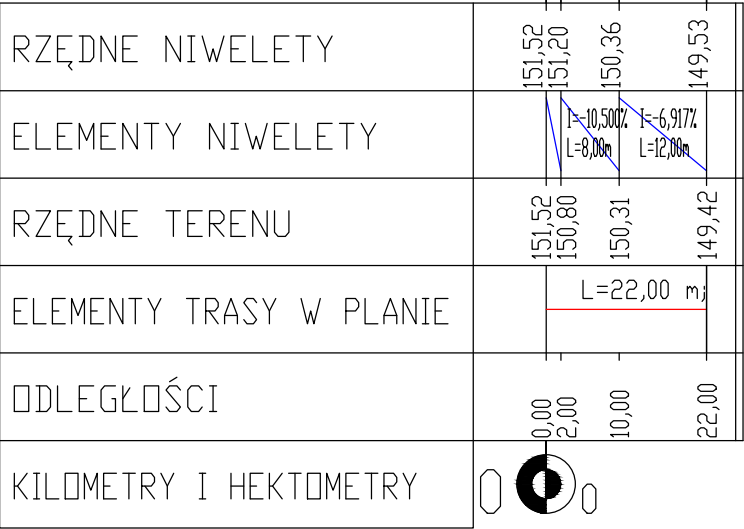 RZĘDNE NIWELETY 151,52 151,20 150,36 149,53
ELEMENTY NIWELETY I=-10,500% L=8,00m I=-6,917% L=12,00m
RZĘDNE TERENU 151,52 150,80 150,31 149,42
ELEMENTY TRASY W PLANIE L=22,00 m;
ODLEGŁOŚCI 0,00 2,00 10,00 22,00
KILOMETRY I HEKTOMETRY 0 0